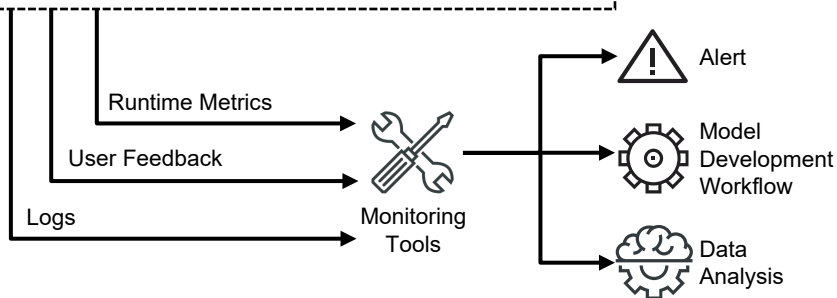 Runtime Metrics
User Feedback
Logs
Monitoring
Tools
Alert
Model
Development
Workflow
Data
Analysis